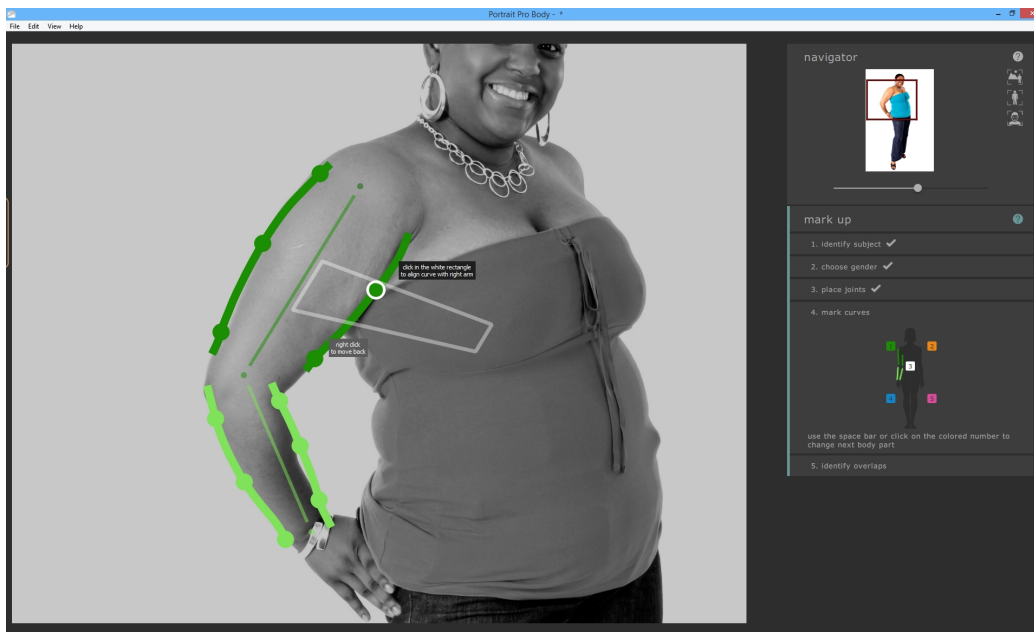 Portrait Pro Body - *
File Edit View Help
navigator
?
mark up
?
1. identify subject
2. choose gender
3. place joints
4. mark curves
1
2
3
4
5
use the space bar or click on the colored number to
change next body part
5. identify overlaps
click in the white rectangle
to align curve with right arm
right click
to move back